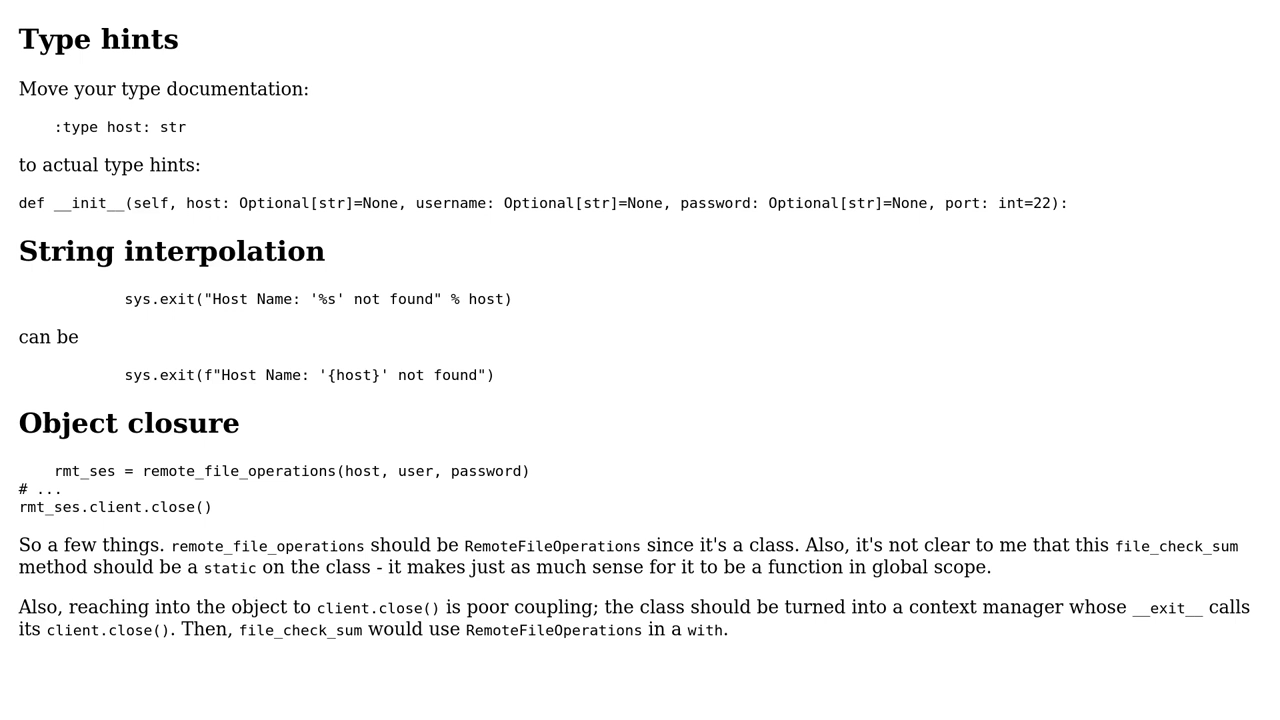 Type hints
Move your type documentation:
    :type host: str
to actual type hints:
def __init__(self, host: Optional[str]=None, username: Optional[str]=None, password: Optional[str]=None, port: int=22):
String interpolation
            sys.exit("Host Name: '%s' not found" % host)
can be
            sys.exit(f"Host Name: '{host}' not found")
Object closure
    rmt_ses = remote_file_operations(host, user, password)
# ...
rmt_ses.client.close()
So a few things. remote_file_operations should be RemoteFileOperations since it's a class. Also, it's not clear to me that this file_check_sum
method should be a static on the class - it makes just as much sense for it to be a function in global scope.
Also, reaching into the object to client.close() is poor coupling; the class should be turned into a context manager whose __exit__ calls
its client.close(). Then, file_check_sum would use RemoteFileOperations in a with.